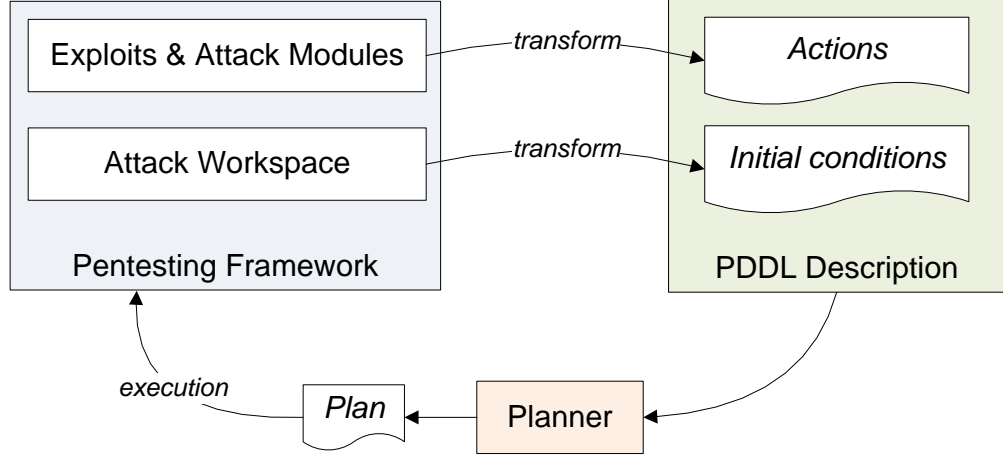 Exploits & Attack Modules
transform
Actions
Attack Workspace
transform
Initial conditions
Pentesting Framework
PDDL Description
execution
Plan
Planner